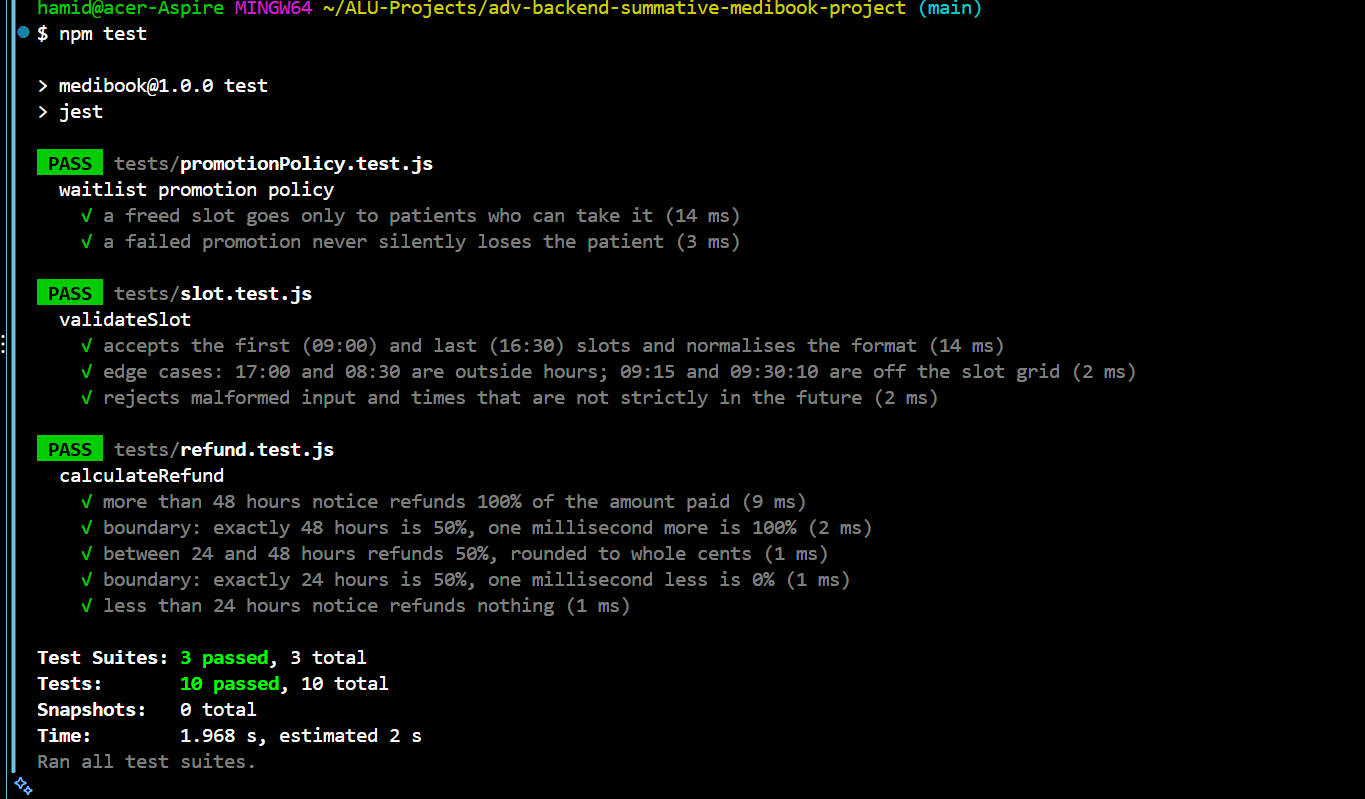 hamid@acer-Aspire MINGW64 ~/ALU-Projects/adv-backend-summative-medibook-project (main)
$ npm test
> medibook@1.0.0 test
> jest
PASS tests/promotionPolicy.test.js
waitlist promotion policy
√ a freed slot goes only to patients who can take it (14 ms)
√ a failed promotion never silently loses the patient (3 ms)
PASS tests/slot.test.js
validateSlot
√ accepts the first (09:00) and last (16:30) slots and normalises the format (14 ms)
√ edge cases: 17:00 and 08:30 are outside hours; 09:15 and 09:30:10 are off the slot grid (2 ms)
√ rejects malformed input and times that are not strictly in the future (2 ms)
PASS tests/refund.test.js
calculateRefund
√ more than 48 hours notice refunds 100% of the amount paid (9 ms)
√ boundary: exactly 48 hours is 50%, one millisecond more is 100% (2 ms)
√ between 24 and 48 hours refunds 50%, rounded to whole cents (1 ms)
√ boundary: exactly 24 hours is 50%, one millisecond less is 0% (1 ms)
√ less than 24 hours notice refunds nothing (1 ms)
Test Suites: 3 passed, 3 total
Tests: 10 passed, 10 total
Snapshots: 0 total
Time: 1.968 s, estimated 2 s
Ran all test suites.